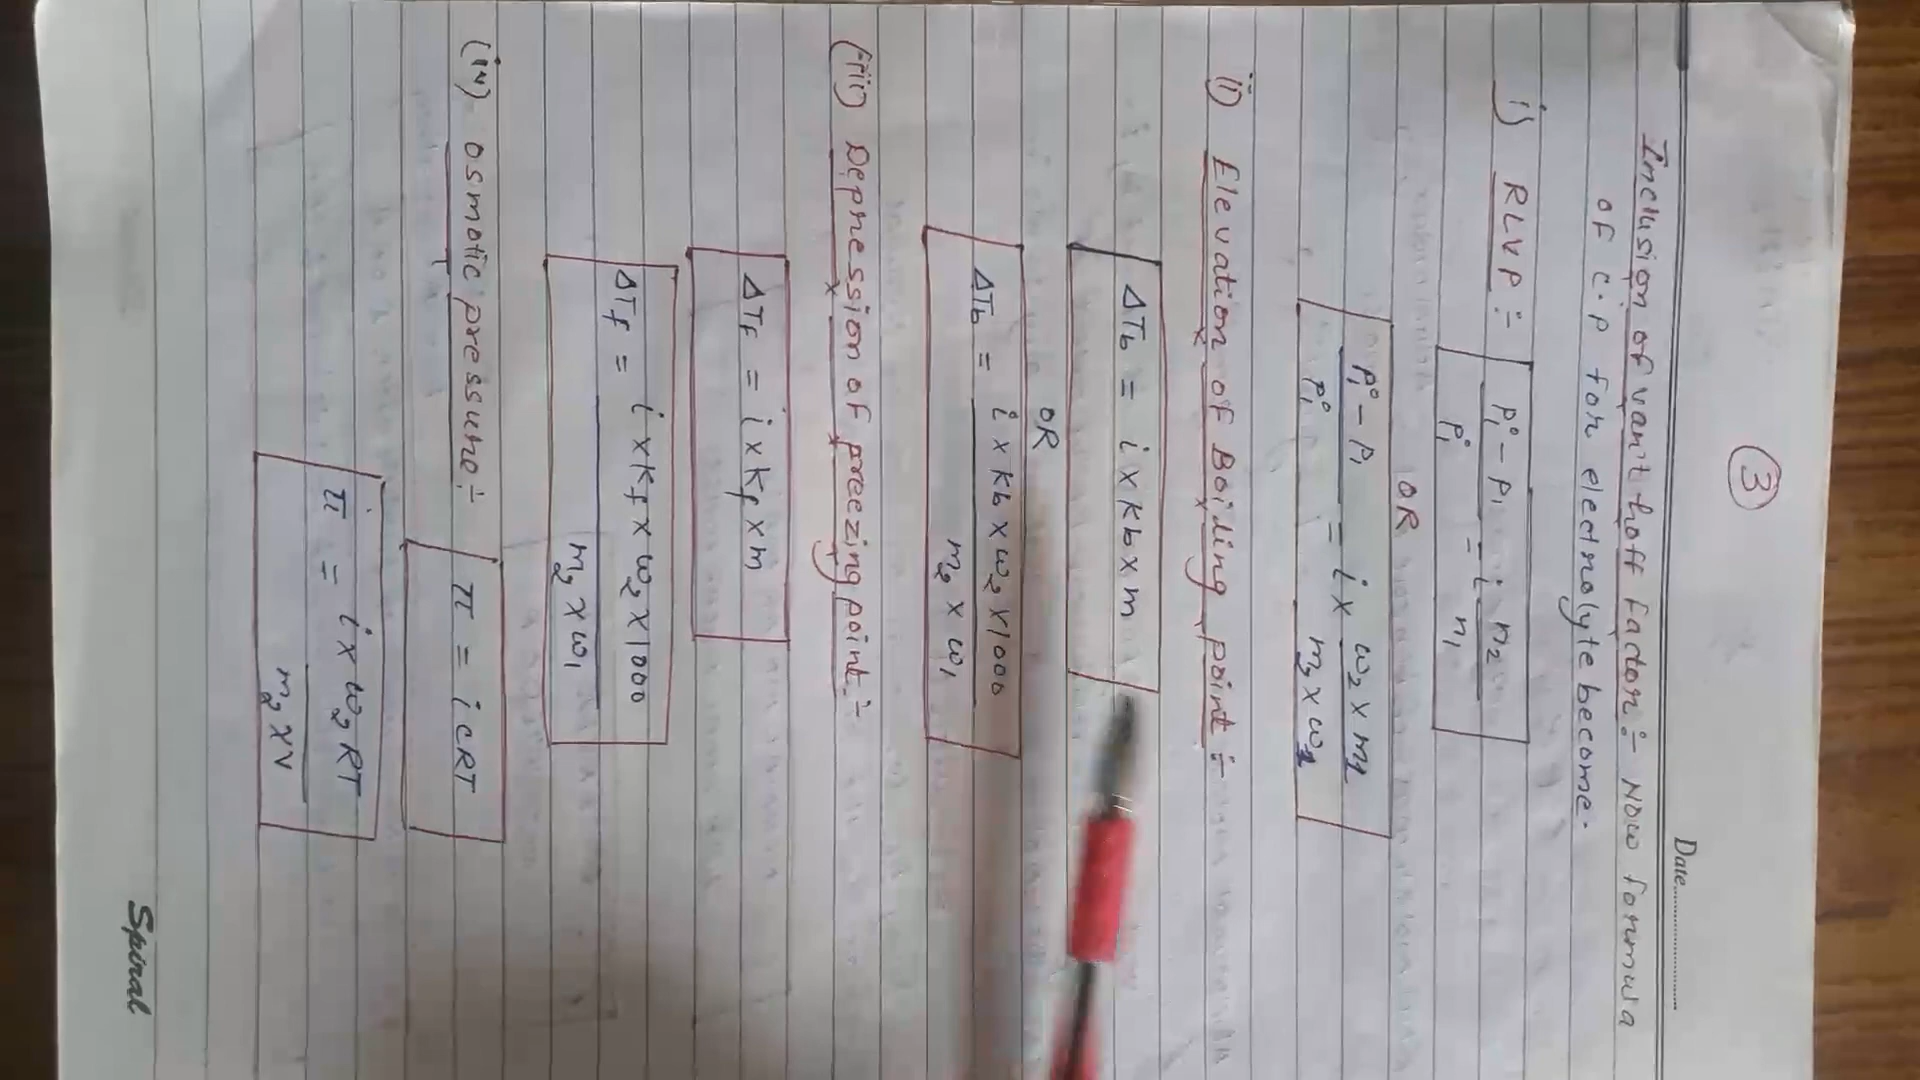 ③
Date
Inclusion of van't hoff factor:- Now formula
of C.P for electrolyte become.
i) RLVP :- P₁° - P₁ / P₁° = i n₂ / n₁
OR
P₁° - P₁ / P₁° = i x w₂ x m₁ / m₂ x w₁
ii) Elevation of Boiding point :-
ΔTb = i x kb x m
OR
ΔTb = i x kb x w₂ x 1000 / m₂ x w₁
(iii) Depression of preezing point :-
ΔTf = i x kf x m
ΔTf = i x kf x w₂ x 1000 / m₂ x w₁
(iv) osmotic pressure :- π = i CRT
π = i x w₂ RT / m₂ x V
Spiral